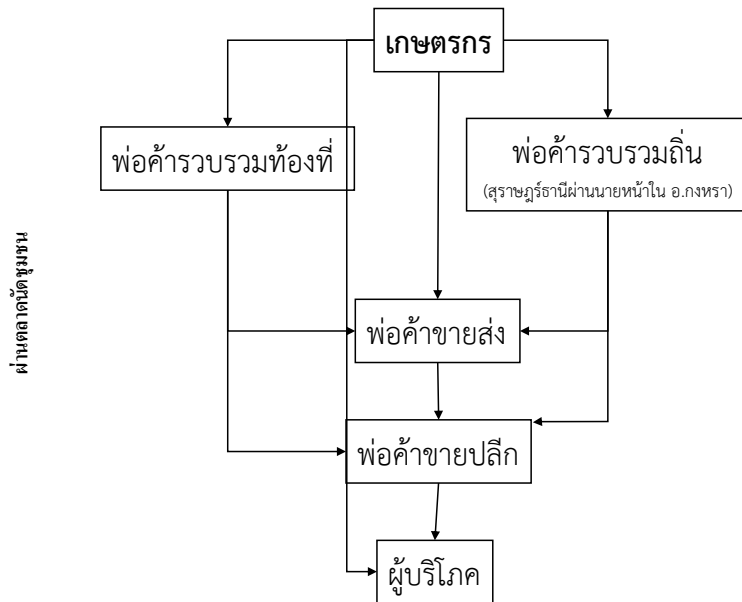 เกษตรกร
พ่อค้ารวบรวมท้องที่
พ่อค้ารวบรวมถิ่น
(สุราษฎร์ธานีผ่านนายหน้าใน อ.กงหรา)
ผ่านตลาดนัดชุมชน
พ่อค้าขายส่ง
พ่อค้าขายปลีก
ผู้บริโภค